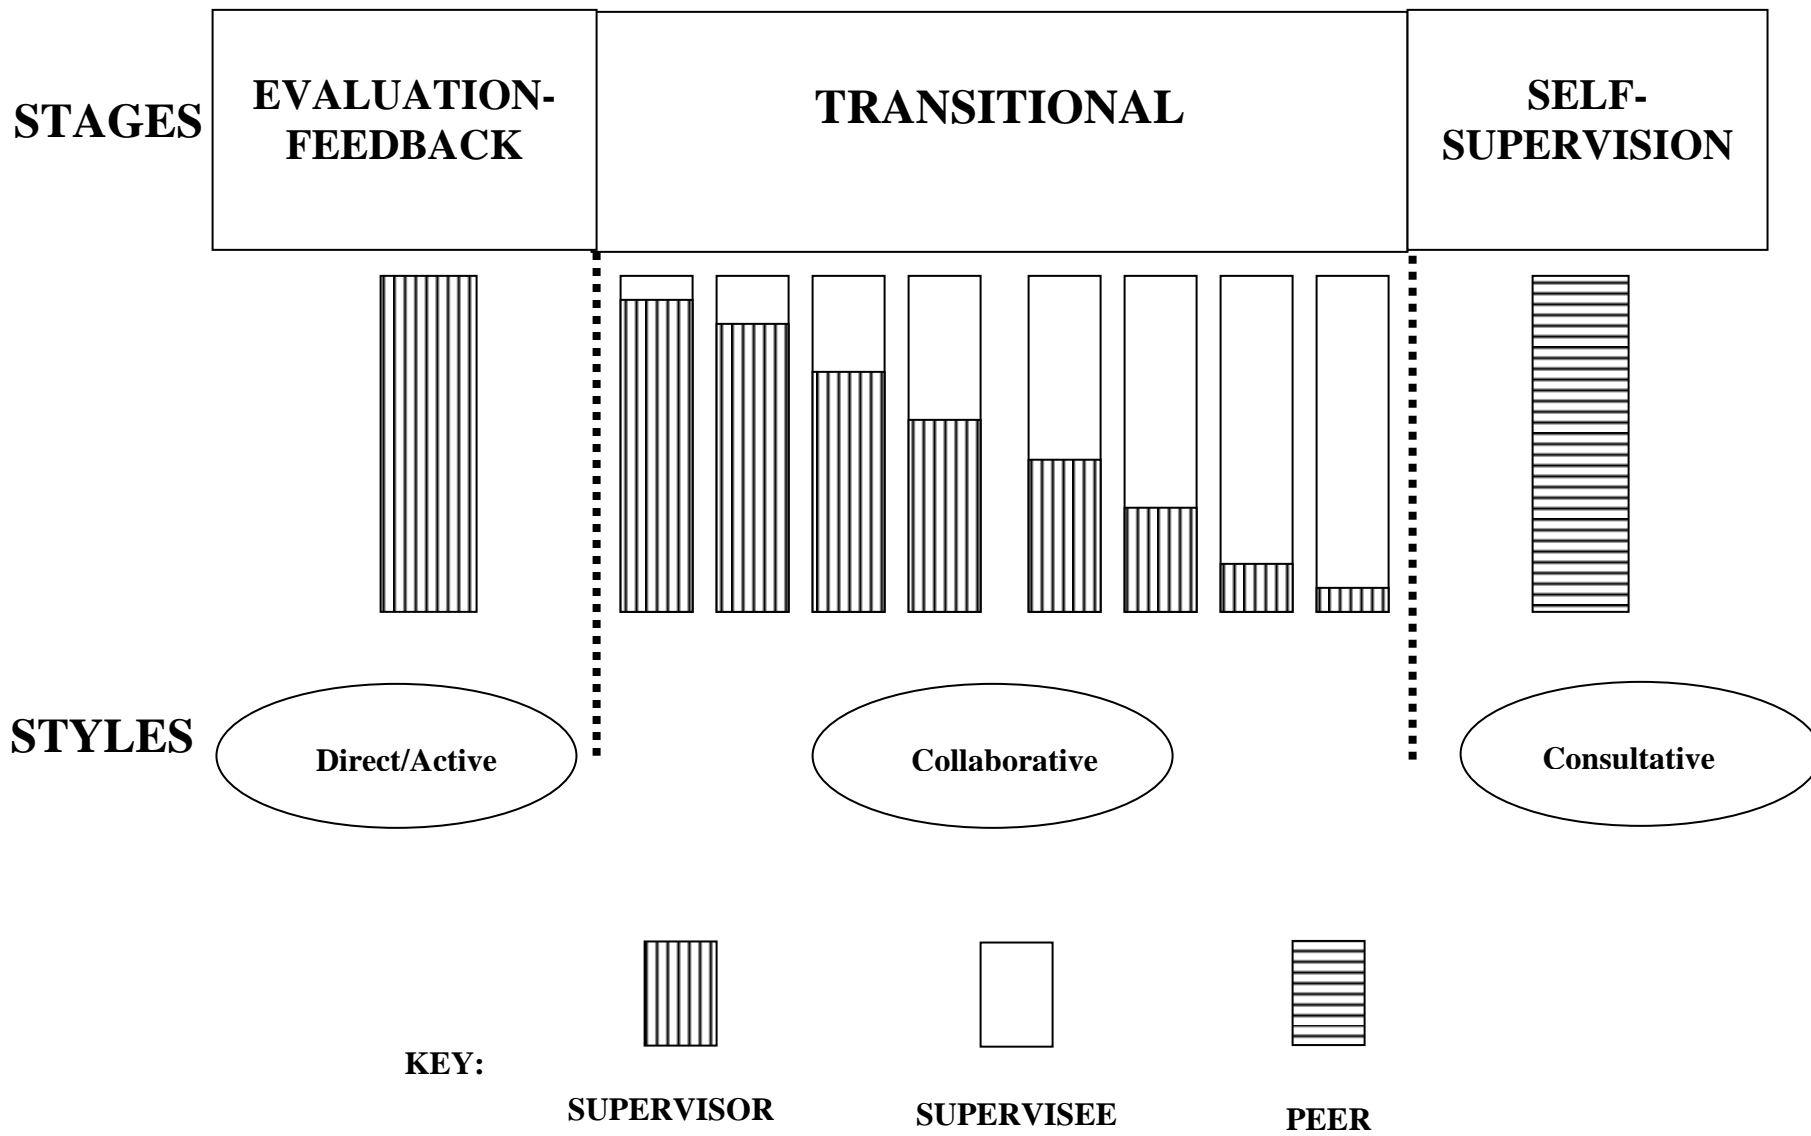 STAGES
EVALUATION-
FEEDBACK
TRANSITIONAL
SELF-
SUPERVISION
STYLES
Direct/Active
Collaborative
Consultative
KEY:
SUPERVISOR
SUPERVISEE
PEER